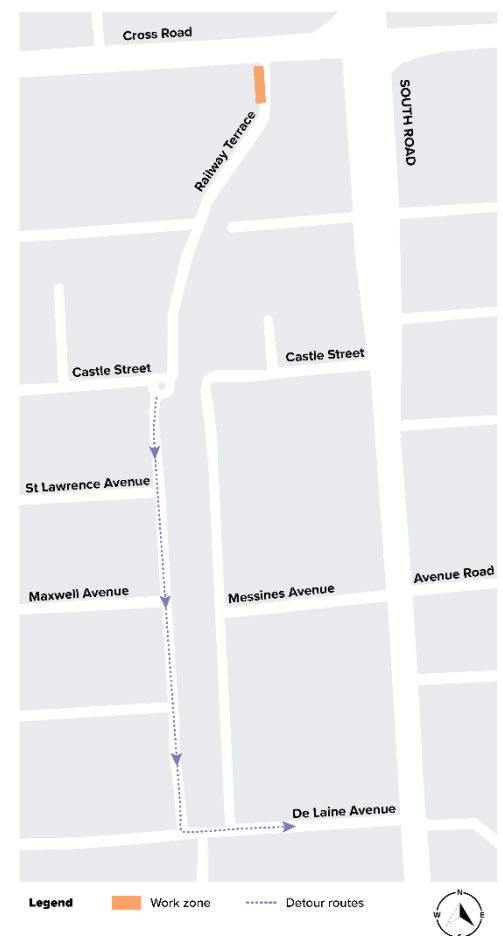 Cross Road
SOUTH ROAD
Railway Terrace
Castle Street
Castle Street
St Lawrence Avenue
Maxwell Avenue
Messines Avenue
Avenue Road
De Laine Avenue
Legend
Work zone
Detour routes
N
W
E
S